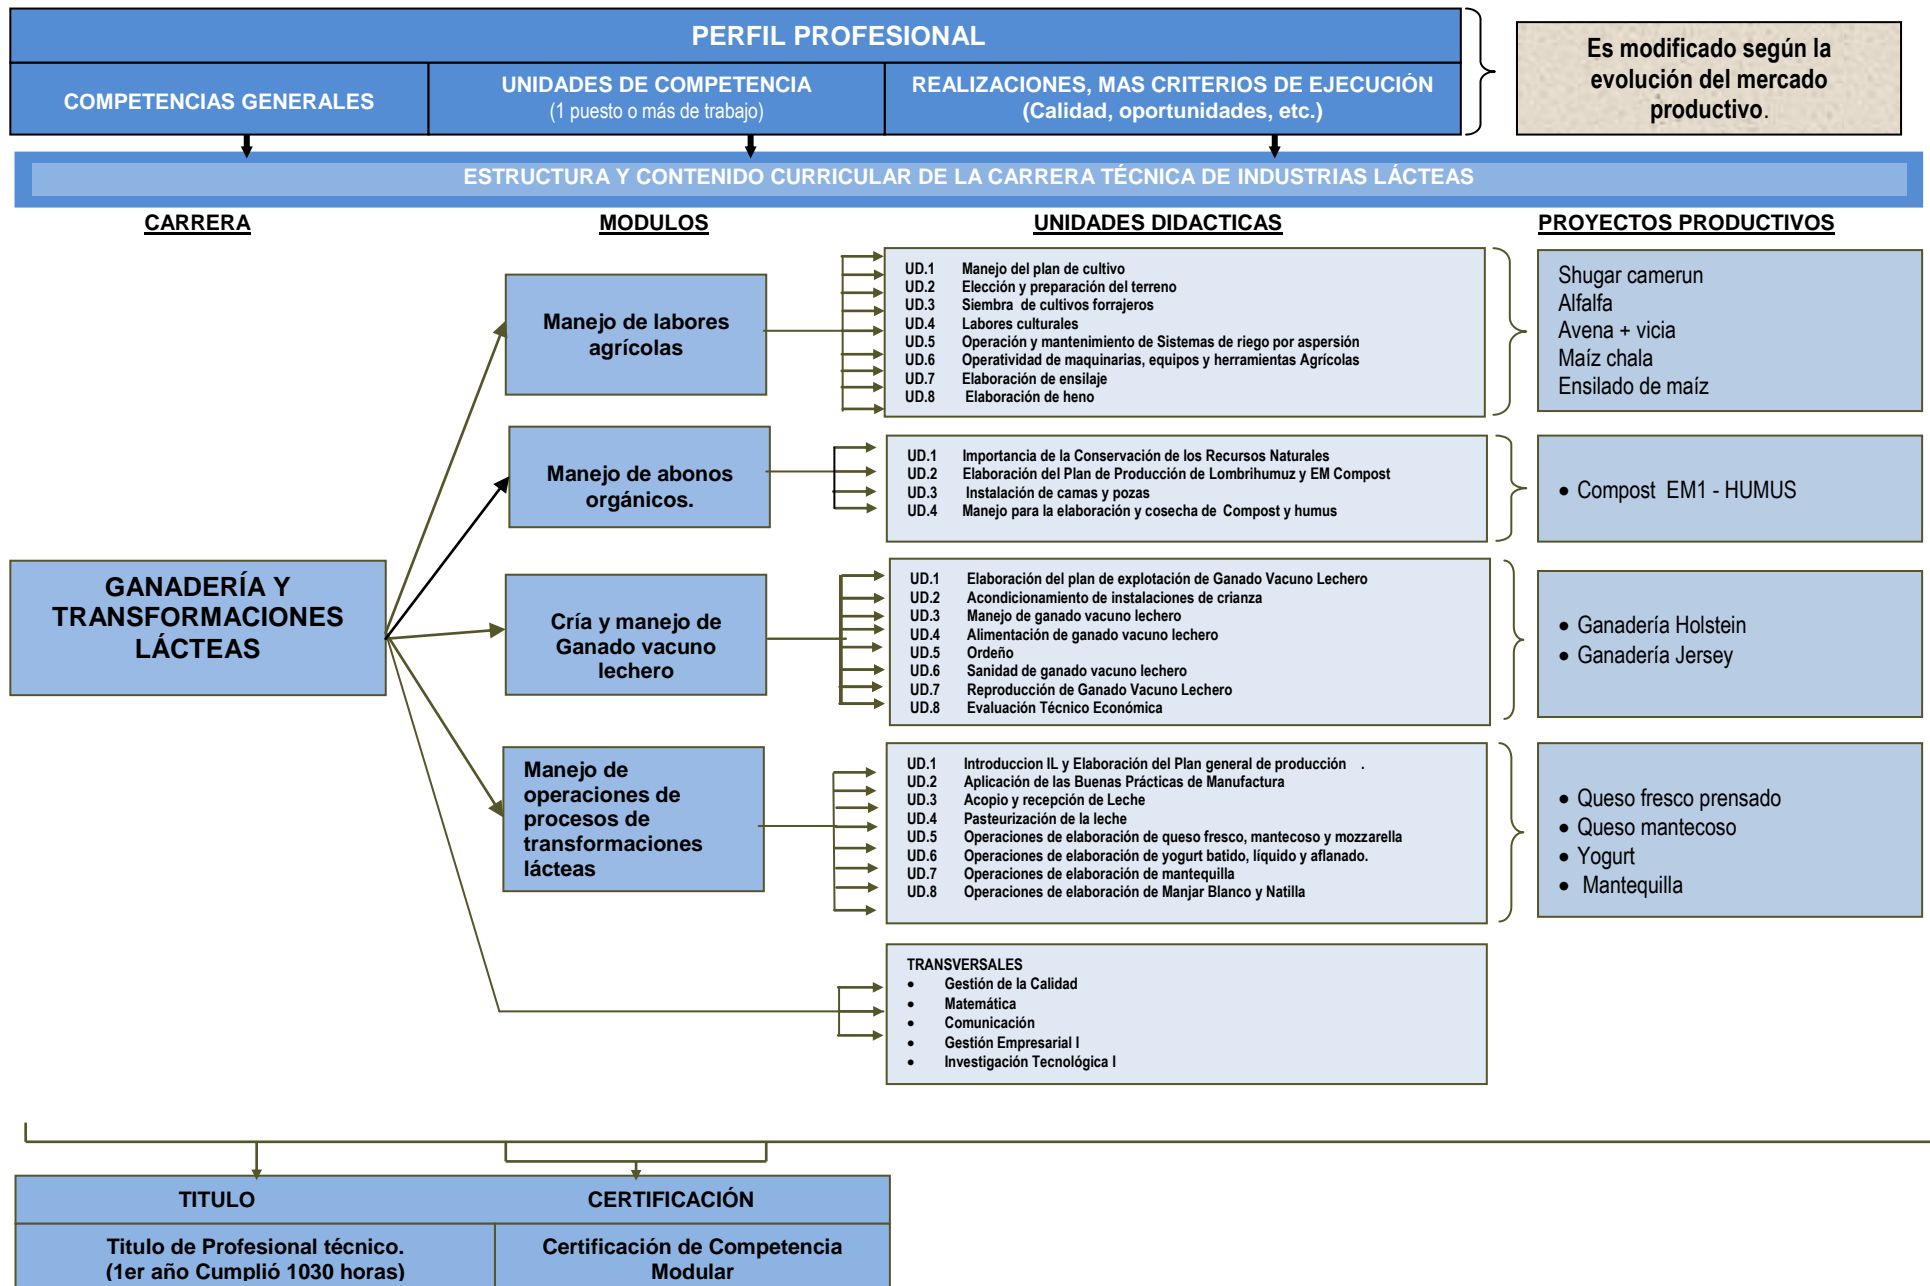 PERFIL PROFESIONAL
COMPETENCIAS GENERALES
UNIDADES DE COMPETENCIA
(1 puesto o más de trabajo)
REALIZACIONES, MAS CRITERIOS DE EJECUCIÓN
(Calidad, oportunidades, etc.)
Es modificado según la
evolución del mercado
productivo.
ESTRUCTURA Y CONTENIDO CURRICULAR DE LA CARRERA TÉCNICA DE INDUSTRIAS LÁCTEAS
CARRERA
MODULOS
UNIDADES DIDACTICAS
PROYECTOS PRODUCTIVOS
GANADERÍA Y
TRANSFORMACIONES
LÁCTEAS
Manejo de labores
agrícolas
UD.1 Manejo del plan de cultivo
UD.2 Elección y preparación del terreno
UD.3 Siembra de cultivos forrajeros
UD.4 Labores culturales
UD.5 Operación y mantenimiento de Sistemas de riego por aspersión
UD.6 Operatividad de maquinarias, equipos y herramientas Agrícolas
UD.7 Elaboración de ensilaje
UD.8 Elaboración de heno
Shugar camerun
Alfalfa
Avena + vicia
Maíz chala
Ensilado de maíz
Manejo de abonos
orgánicos.
UD.1 Importancia de la Conservación de los Recursos Naturales
UD.2 Elaboración del Plan de Producción de Lombrihumuz y EM Compost
UD.3 Instalación de camas y pozas
UD.4 Manejo para la elaboración y cosecha de Compost y humus
• Compost EM1 - HUMUS
Cría y manejo de
Ganado vacuno
lechero
UD.1 Elaboración del plan de explotación de Ganado Vacuno Lechero
UD.2 Acondicionamiento de instalaciones de crianza
UD.3 Manejo de ganado vacuno lechero
UD.4 Alimentación de ganado vacuno lechero
UD.5 Ordeño
UD.6 Sanidad de ganado vacuno lechero
UD.7 Reproducción de Ganado Vacuno Lechero
UD.8 Evaluación Técnico Económica
• Ganadería Holstein
• Ganadería Jersey
Manejo de
operaciones de
procesos de
transformaciones
lácteas
UD.1 Introduccion IL y Elaboración del Plan general de producción .
UD.2 Aplicación de las Buenas Prácticas de Manufactura
UD.3 Acopio y recepción de Leche
UD.4 Pasteurización de la leche
UD.5 Operaciones de elaboración de queso fresco, mantecoso y mozzarella
UD.6 Operaciones de elaboración de yogurt batido, líquido y aflanado.
UD.7 Operaciones de elaboración de mantequilla
UD.8 Operaciones de elaboración de Manjar Blanco y Natilla
• Queso fresco prensado
• Queso mantecoso
• Yogurt
• Mantequilla
TRANSVERSALES
• Gestión de la Calidad
• Matemática
• Comunicación
• Gestión Empresarial I
• Investigación Tecnológica I
TITULO
CERTIFICACIÓN
Titulo de Profesional técnico.
(1er año Cumplió 1030 horas)
Certificación de Competencia
Modular